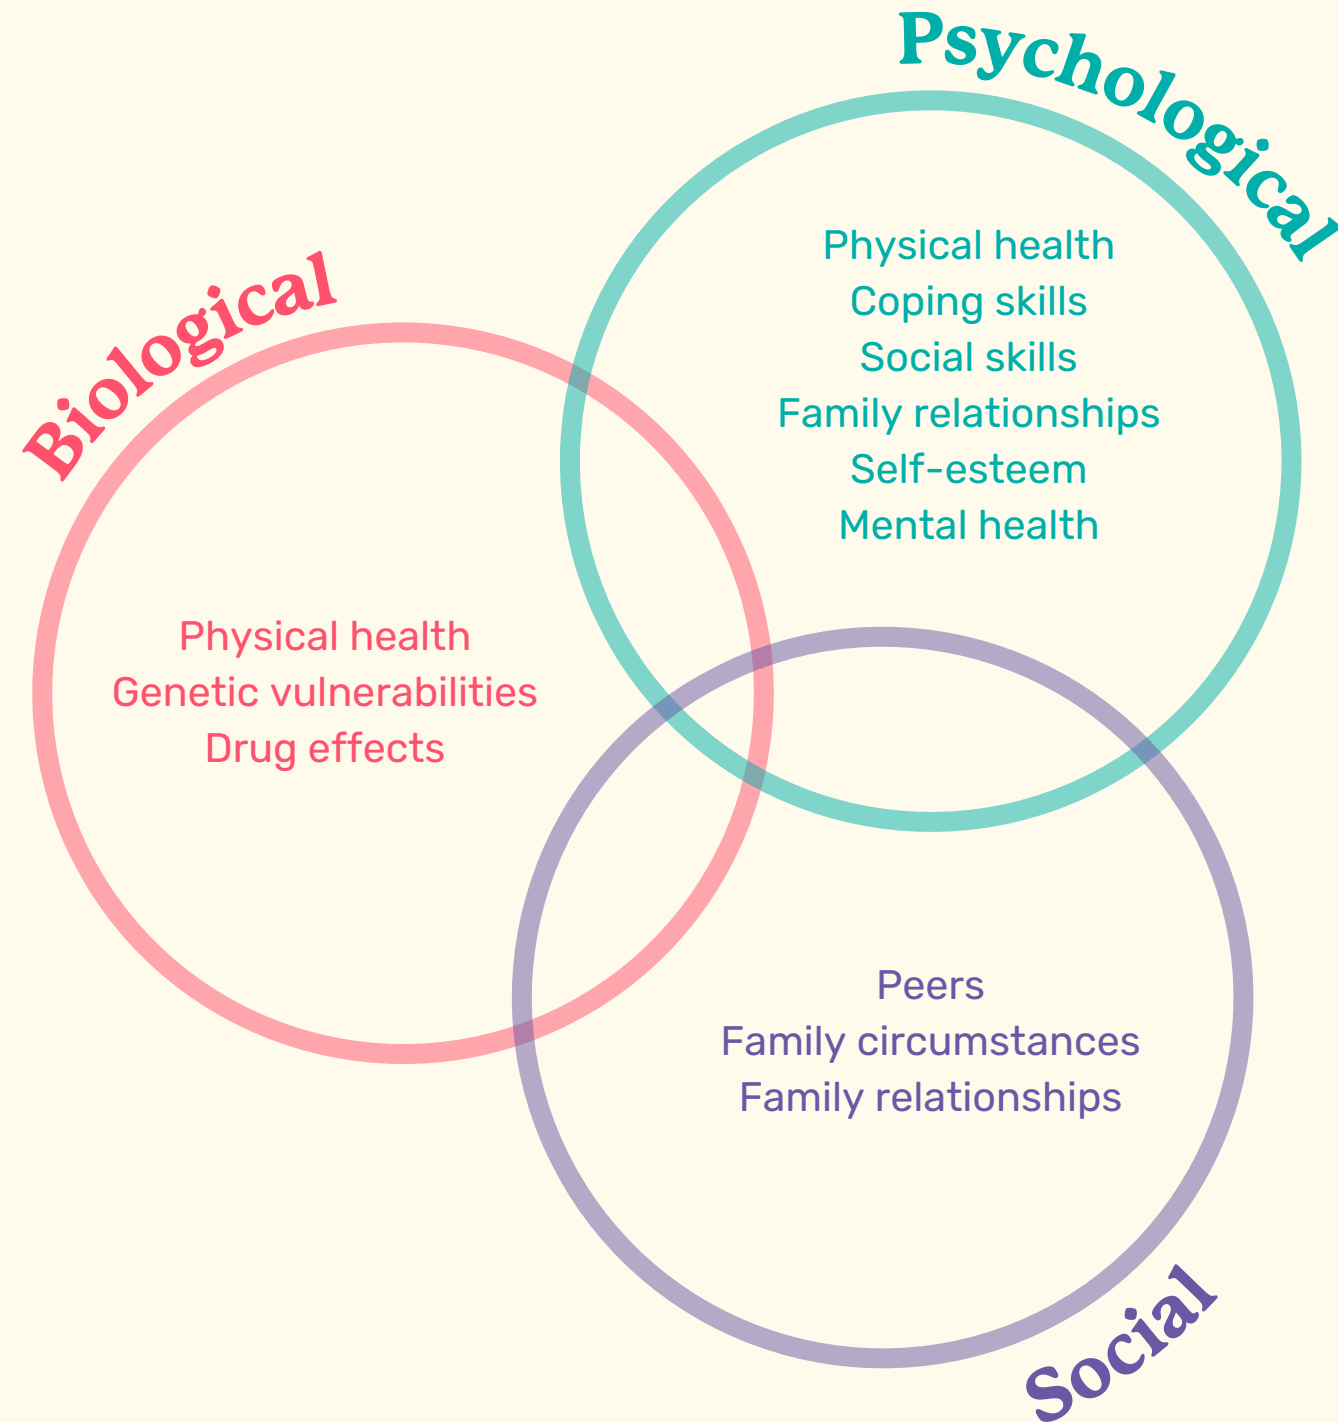 Psychological
Physical health
Coping skills
Social skills
Family relationships
Self-esteem
Mental health
Biological
Physical health
Genetic vulnerabilities
Drug effects
Peers
Family circumstances
Family relationships
Social